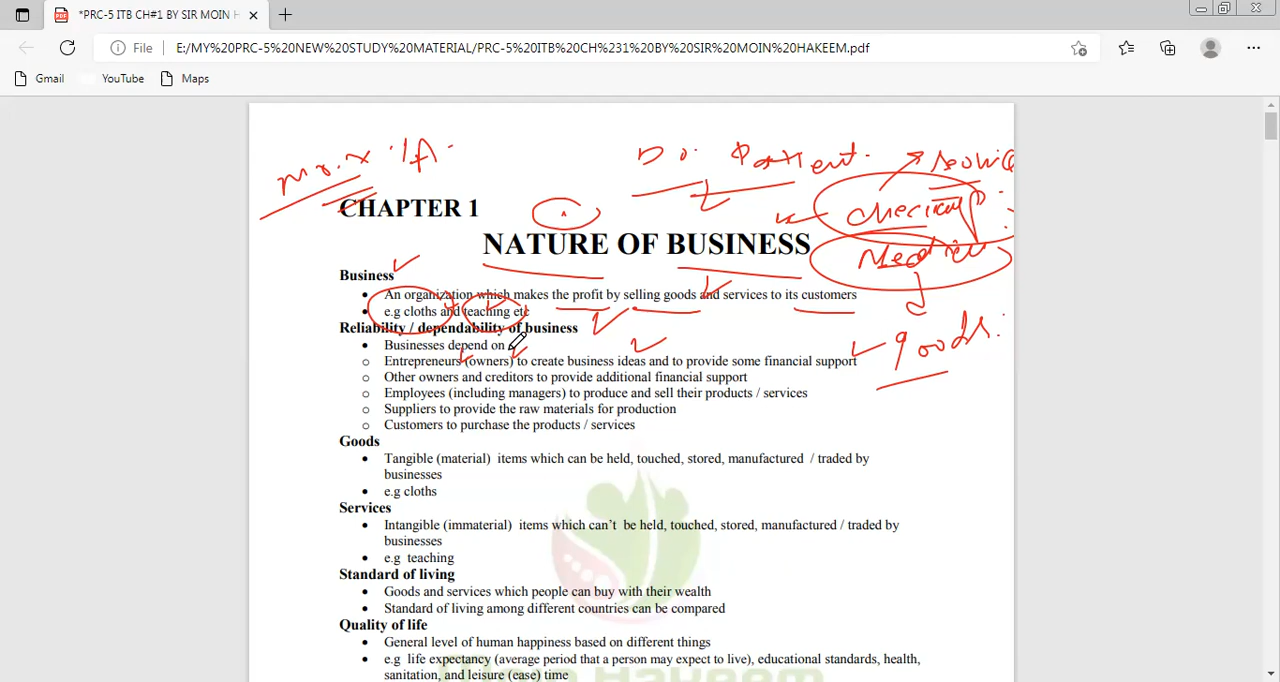 *PRC-5 ITB CH#1 BY SIR MOIN H
File E:/MY%20PRC-5%20NEW%20STUDY%20MATERIAL/PRC-5%20ITB%20CH%231%20BY%20SIR%20MOIN%20HAKEEM.pdf
Gmail YouTube Maps
Mr. X
Dr. Patient.
CHAPTER 1
NATURE OF BUSINESS
Business
• An organization which makes the profit by selling goods and services to its customers
• e.g cloths and teaching etc
Reliability / dependability of business
goods
• Businesses depend on
o Entrepreneurs (owners) to create business ideas and to provide some financial support
o Other owners and creditors to provide additional financial support
o Employees (including managers) to produce and sell their products / services
o Suppliers to provide the raw materials for production
o Customers to purchase the products / services
Goods
• Tangible (material) items which can be held, touched, stored, manufactured / traded by
businesses
• e.g cloths
Services
• Intangible (immaterial) items which can’t be held, touched, stored, manufactured / traded by
businesses
• e.g teaching
Standard of living
• Goods and services which people can buy with their wealth
• Standard of living among different countries can be compared
Quality of life
• General level of human happiness based on different things
• e.g life expectancy (average period that a person may expect to live), educational standards, health,
sanitation, and leisure (ease) time